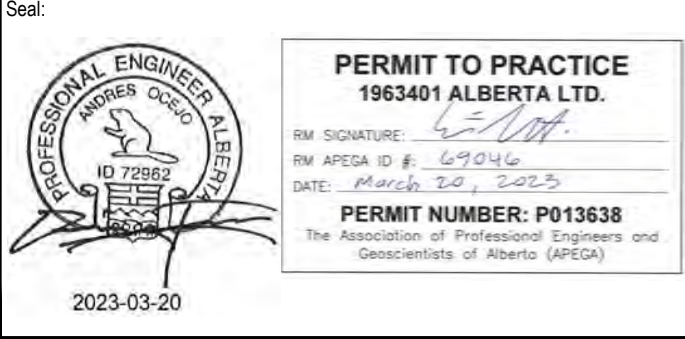 Seal:
PROFESSIONAL ENGINEER ALBERTA
ANDRES OCEJO
ID 72962
2023-03-20
PERMIT TO PRACTICE
1963401 ALBERTA LTD.
RM SIGNATURE:
RM APEGA ID #: 69046
DATE: March 20, 2023
PERMIT NUMBER: P013638
The Association of Professional Engineers and
Geoscientists of Alberta (APEGA)